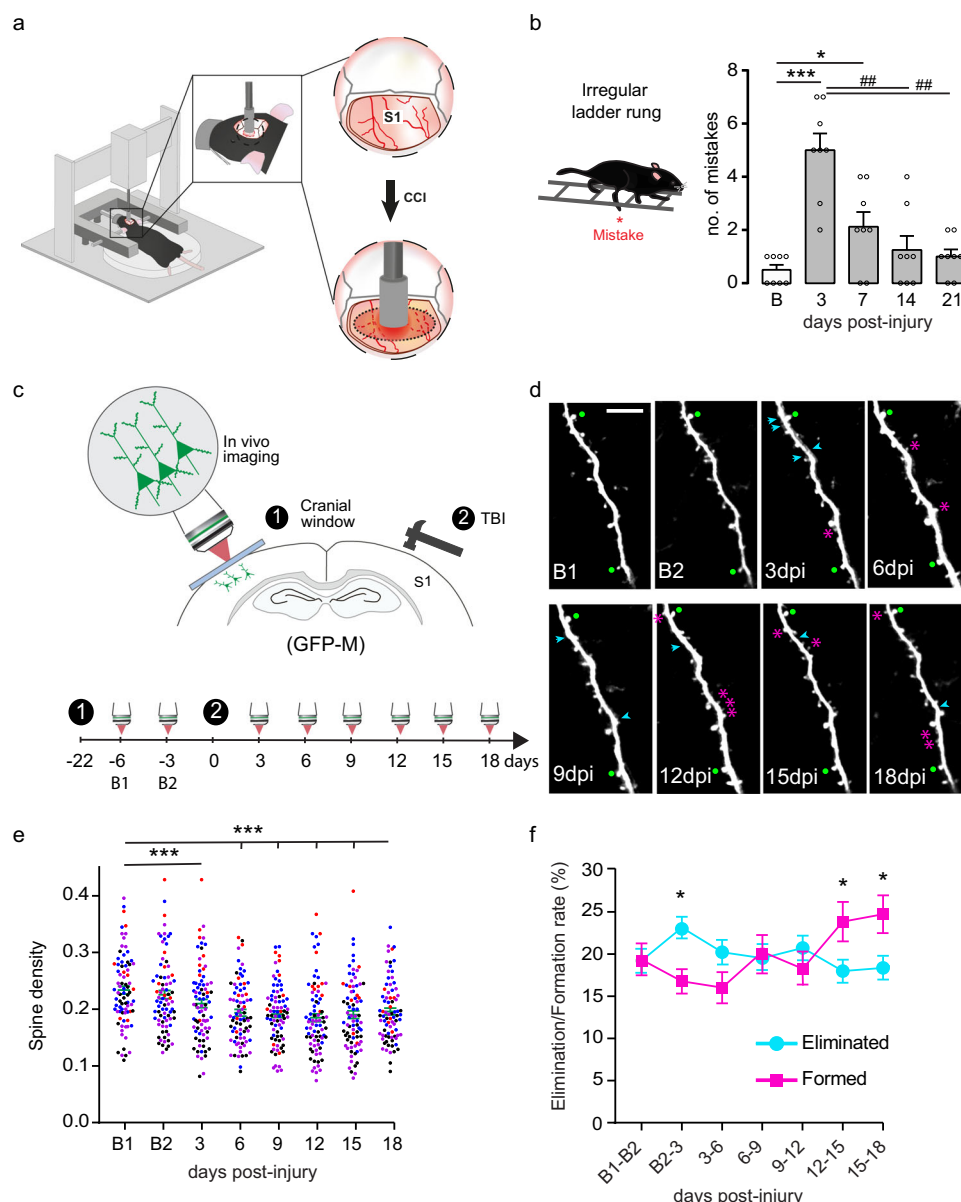 a
S1
CCI
b
Irregular
ladder rung
*
Mistake
no. of mistakes
8
6
4
2
0
*
***
##
##
B 3 7 14 21
days post-injury
c
In vivo
imaging
1 Cranial
window
2 TBI
S1
(GFP-M)
1 2
-22 -6 -3 0 3 6 9 12 15 18 days
B1 B2
d
B1
B2
3dpi
*
6dpi
*
*
9dpi
12dpi
*
***
15dpi
*
*
18dpi
*
**
e
***
***
Spine density
0.4
0.3
0.2
0.1
0.0
B1 B2 3 6 9 12 15 18
days post-injury
f
Elimination/Formation rate (%)
30
25
20
15
10
5
0
*
*
*
Eliminated
Formed
B1-B2 B2-3 3-6 6-9 9-12 12-15 15-18
days post-injury